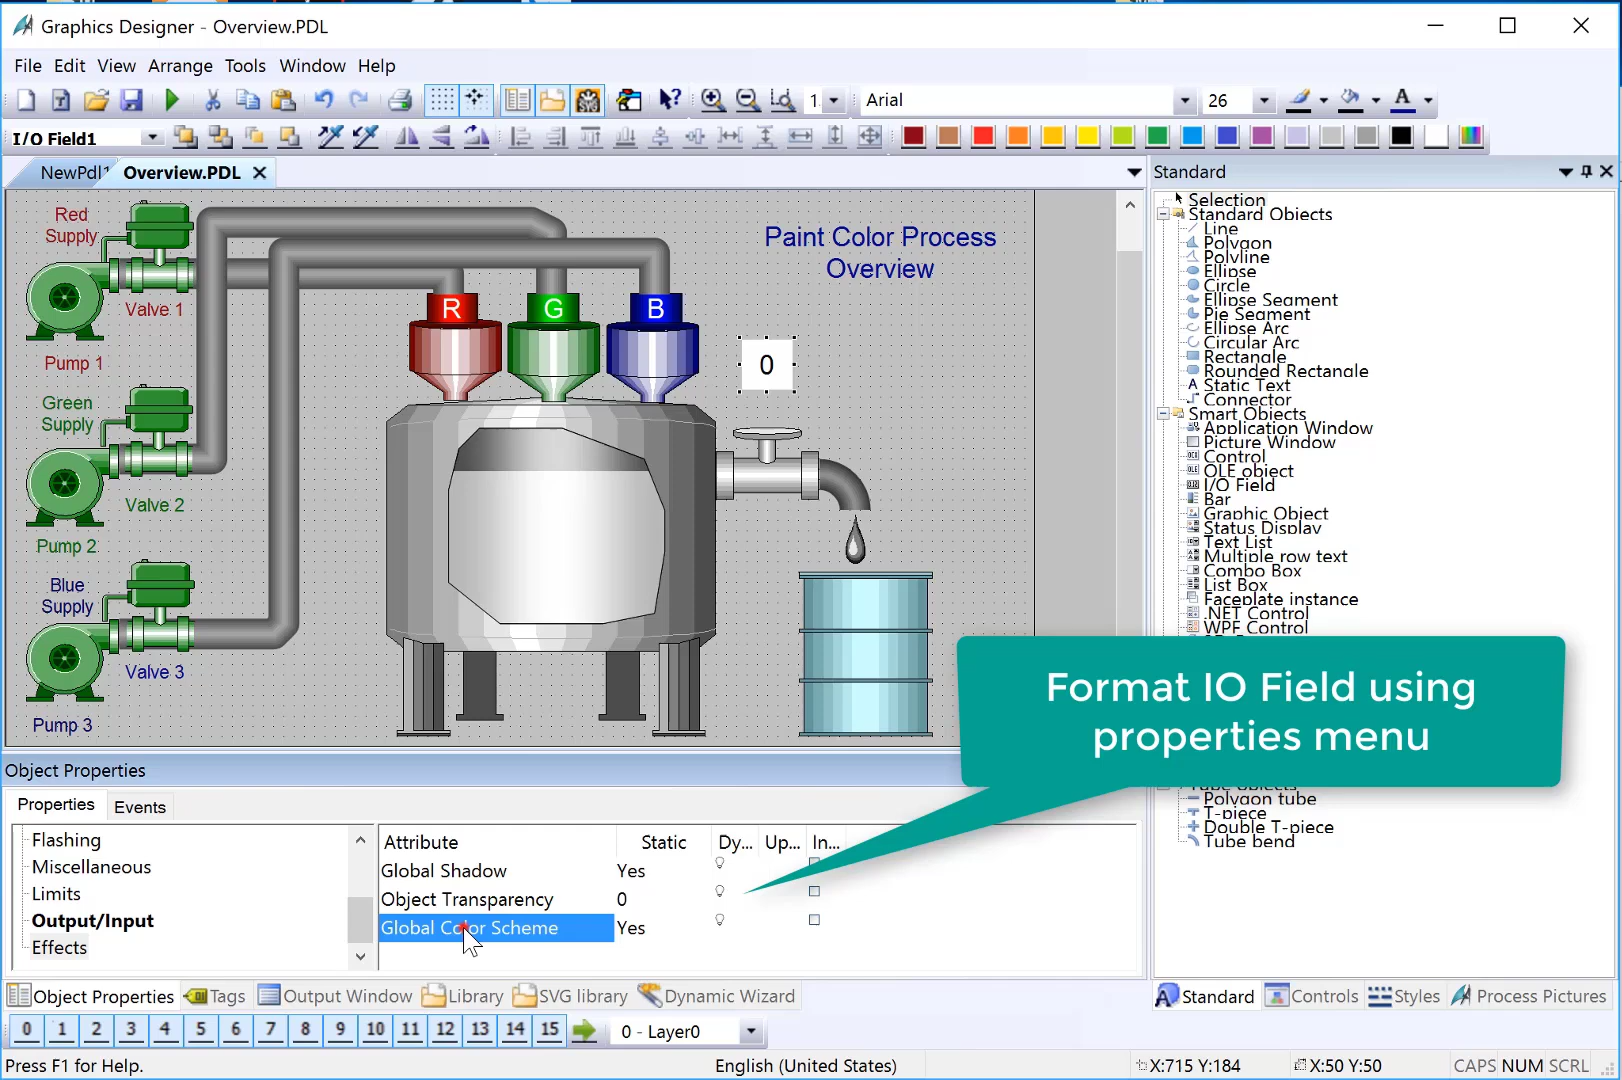 Graphics Designer - Overview.PDL
File Edit View Arrange Tools Window Help
1. Arial 26
I/O Field1
NewPdl1 Overview.PDL
Red
Supply
Valve 1
Pump 1
Green
Supply
Valve 2
Pump 2
Blue
Supply
Valve 3
Pump 3
R G B
Paint Color Process
Overview
0
Standard
Selection
Standard Objects
Line
Polygon
Polyline
Ellipse
Circle
Ellipse Segment
Pie Segment
Ellipse Arc
Circular Arc
Rectangle
Rounded Rectangle
Static Text
Connector
Smart Objects
Application Window
Picture Window
Control
OLE object
I/O Field
Bar
Graphic Object
Status Display
Text List
Multiple row text
Combo Box
List Box
Faceplate instance
.NET Control
WPF Control
Tube Objects
Polygon tube
T-piece
Double T-piece
Tube bend
Format IO Field using
properties menu
Object Properties
Properties Events
Flashing
Miscellaneous
Limits
Output/Input
Effects
Attribute Static Dy... Up... In...
Global Shadow Yes
Object Transparency 0
Global Color Scheme Yes
Object Properties Tags Output Window Library SVG library Dynamic Wizard
Standard Controls Styles Process Pictures
0 1 2 3 4 5 6 7 8 9 10 11 12 13 14 15 0 - Layer0
Press F1 for Help. English (United States) X:715 Y:184 X:50 Y:50 CAPS NUM SCRL